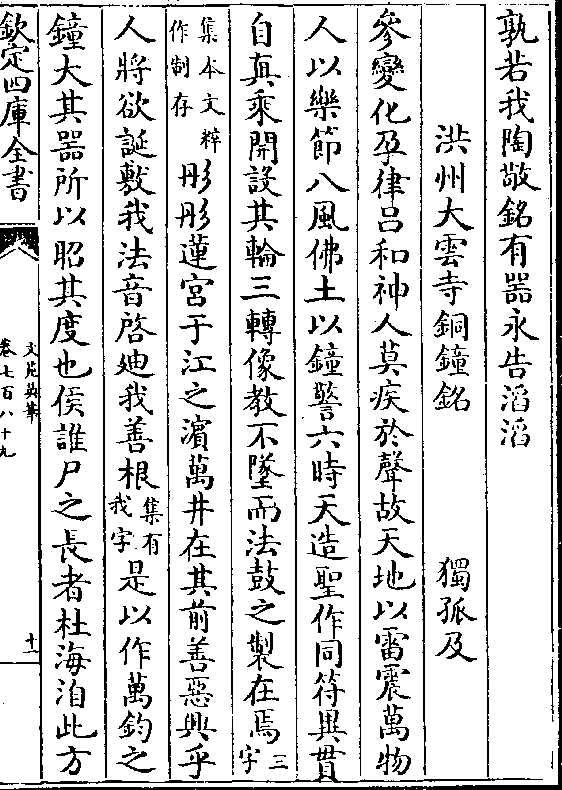 孰若我陶敬銘有器永告滔滔
洪州大雲寺銅鐘銘　獨孤及
參變化孕律呂和神人莫疾於聲故天地以雷震萬物
人以樂節八風佛土以鐘警六時天造聖作同符異貫
自真乘開設其輪三轉像教不墜而法鼓之製在焉三字
集本文粹作制存彤彤蓮宮于江之濵萬井在其前善惡興乎
人將欲誕敷我法音啓廸我善根集有我字是以作萬鈞之
鐘大其器所以昭其度也俟誰尸之長者杜海洎此方
欽定四庫全書
文苑英華
卷七百八十九
十一